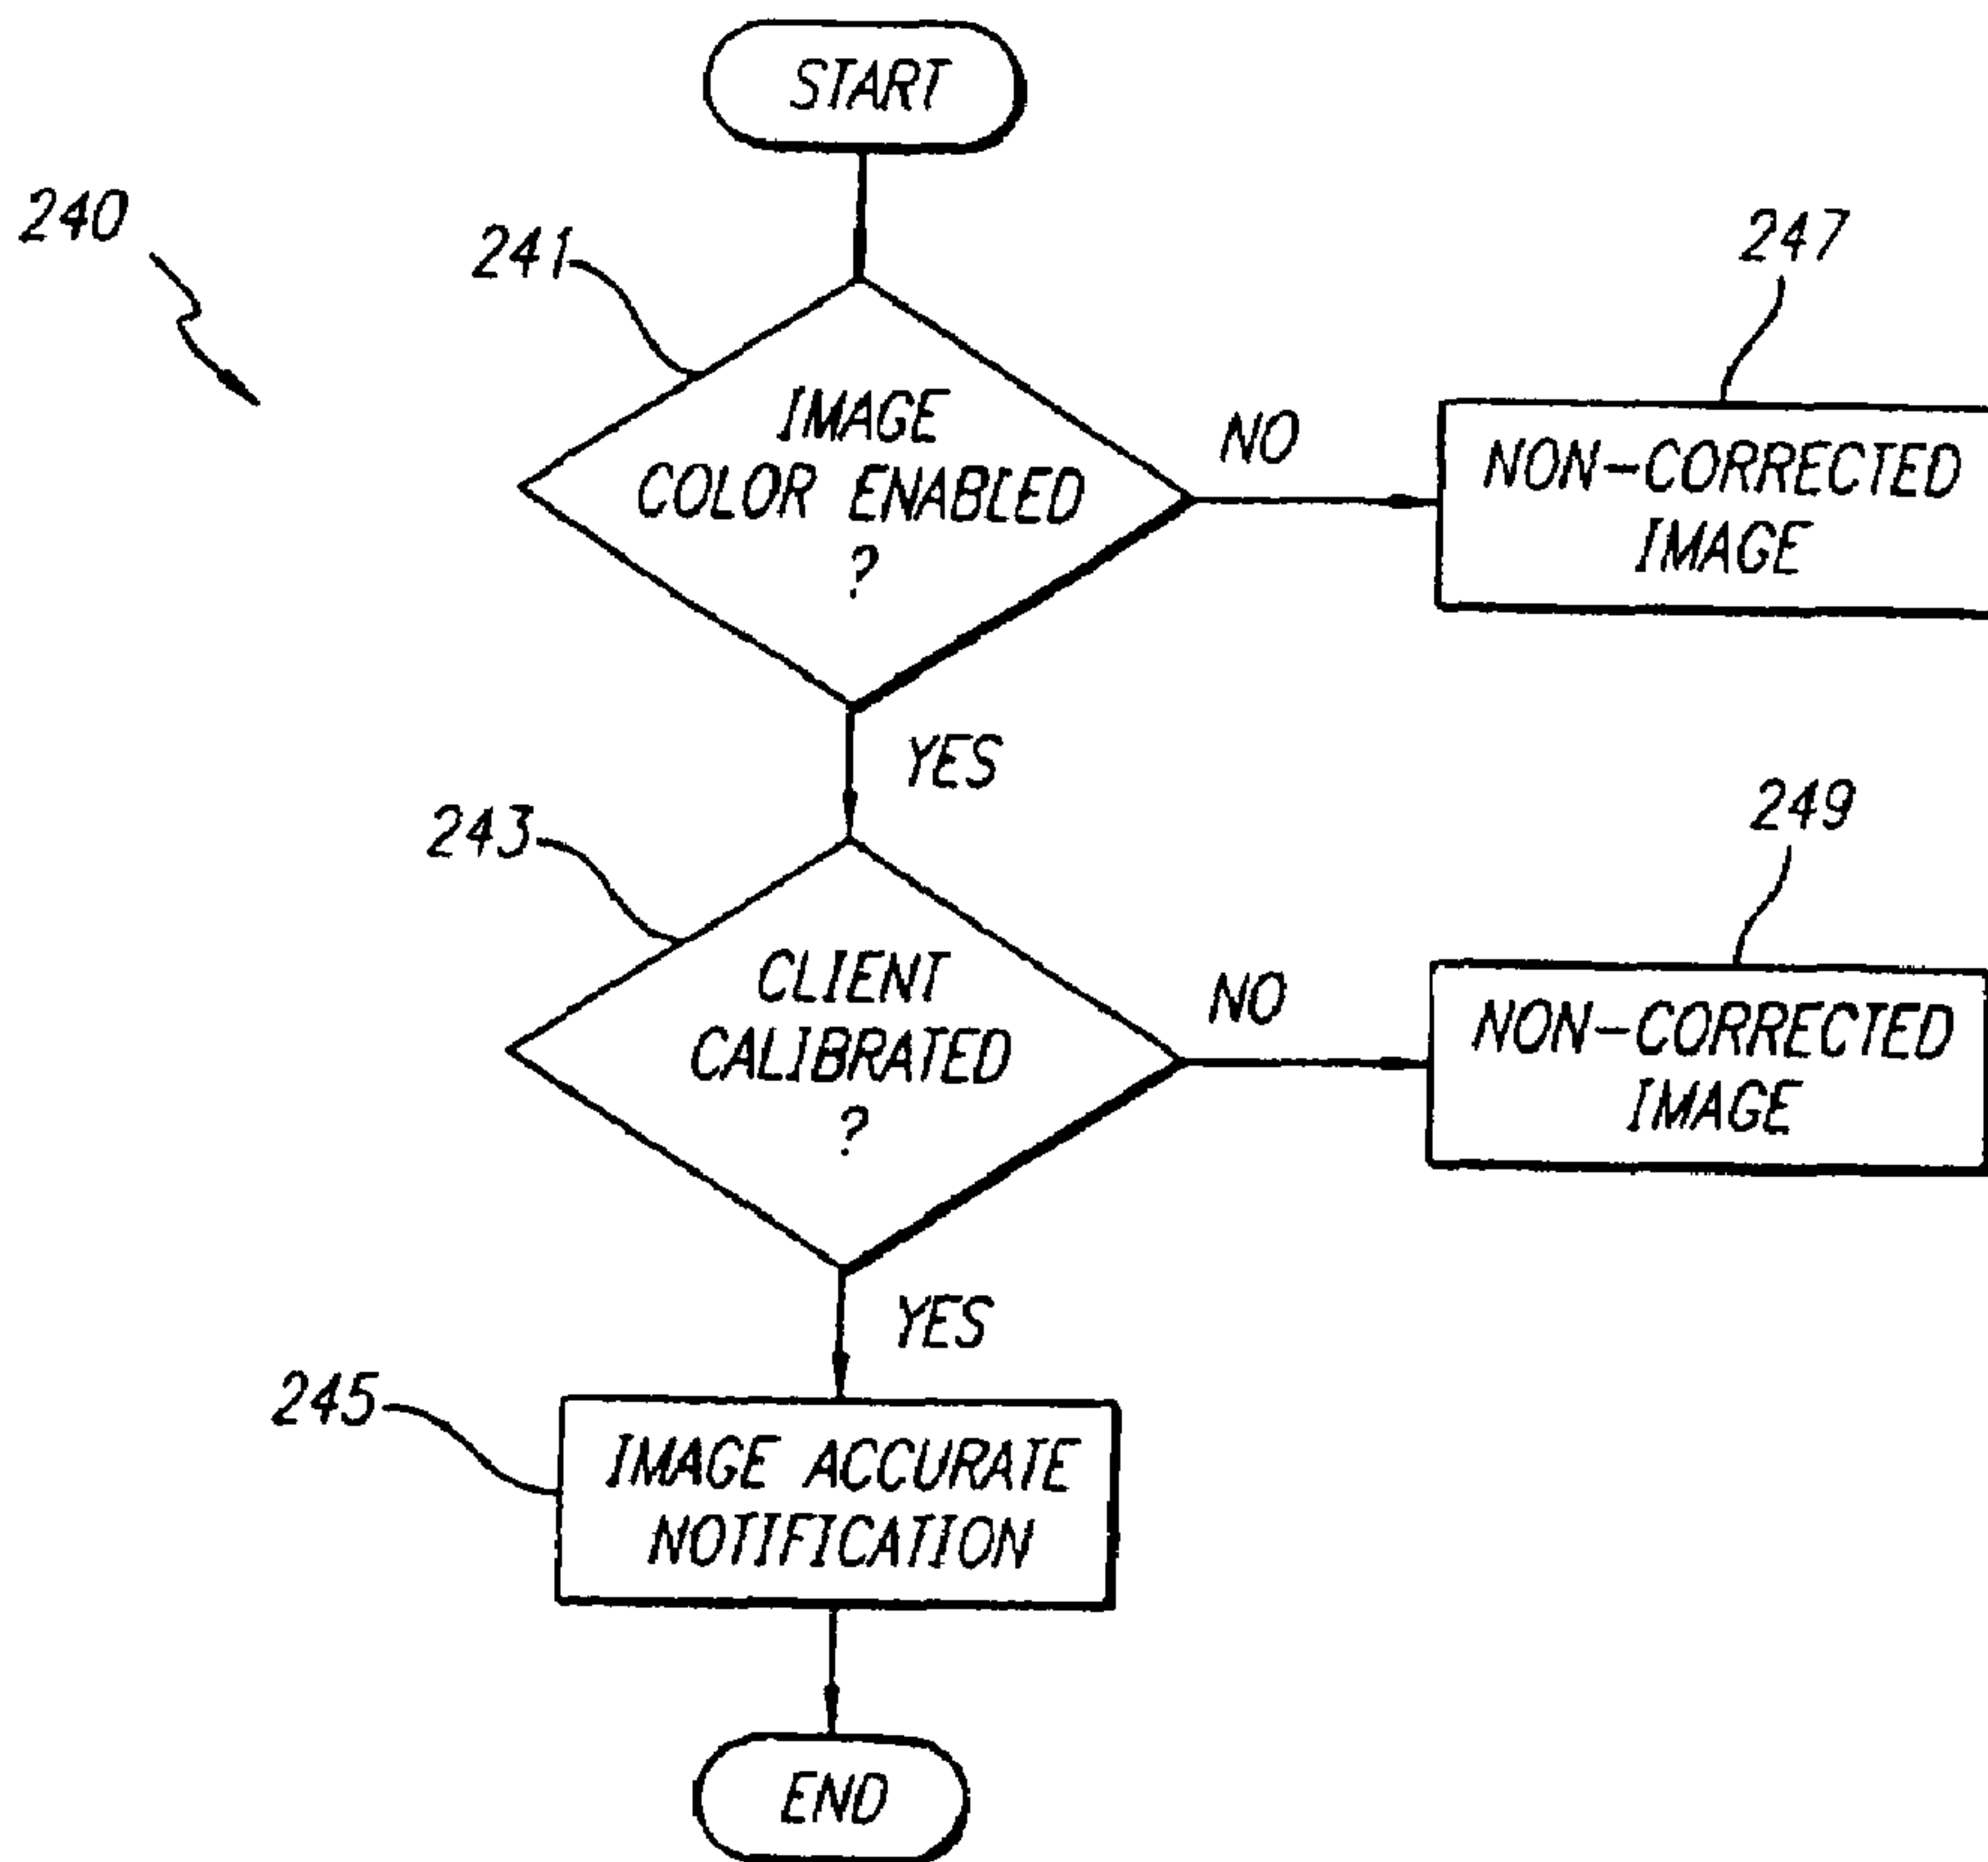 START
240
241
247
IMAGE
COLOR ENABLED
?
NO
NON-CORRECTED
IMAGE
YES
243
249
CLIENT
CALIBRATED
?
NO
NON-CORRECTED
IMAGE
YES
245
IMAGE ACCURATE
NOTIFICATION
END